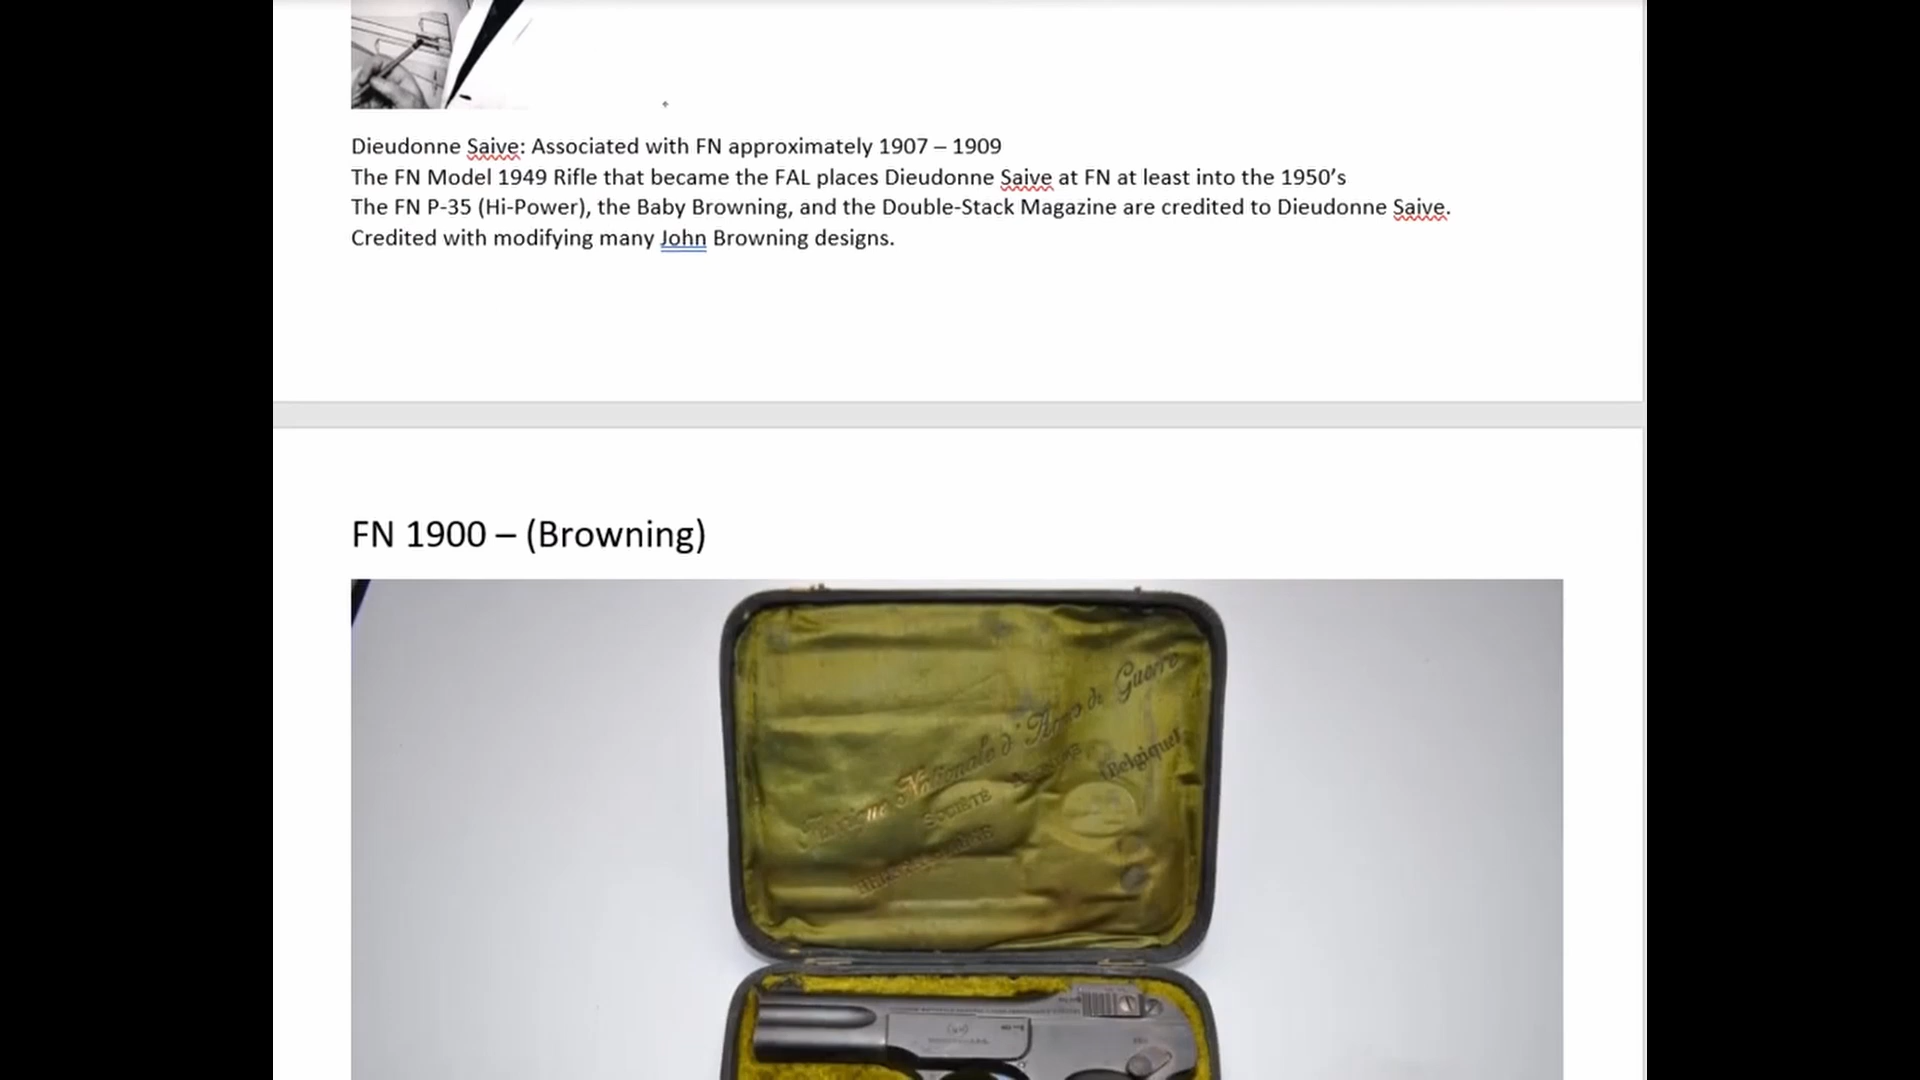 Dieudonne Saive: Associated with FN approximately 1907 – 1909
The FN Model 1949 Rifle that became the FAL places Dieudonne Saive at FN at least into the 1950’s
The FN P-35 (Hi-Power), the Baby Browning, and the Double-Stack Magazine are credited to Dieudonne Saive.
Credited with modifying many John Browning designs.
FN 1900 – (Browning)
Fabrique Nationale d'Armes de Guerre
SOCIÉTÉ
(Belgique)